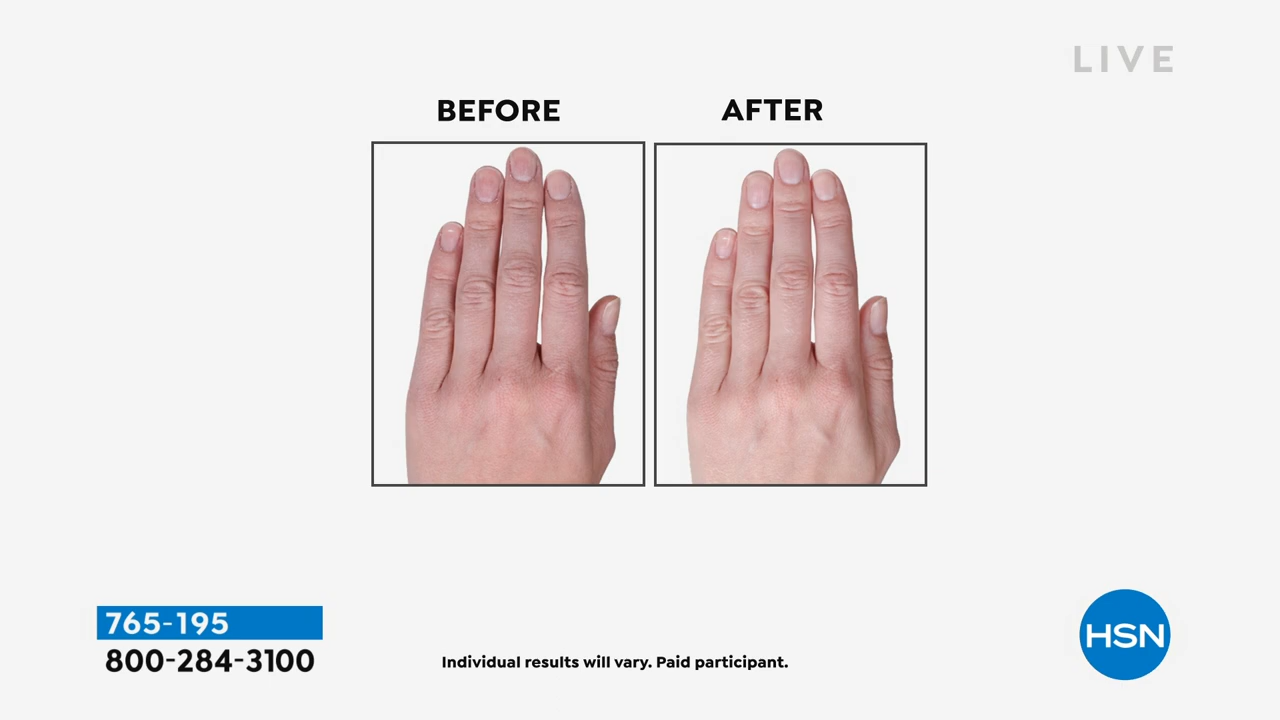 LIVE
BEFORE
AFTER
765-195
800-284-3100
Individual results will vary. Paid participant.
HSN